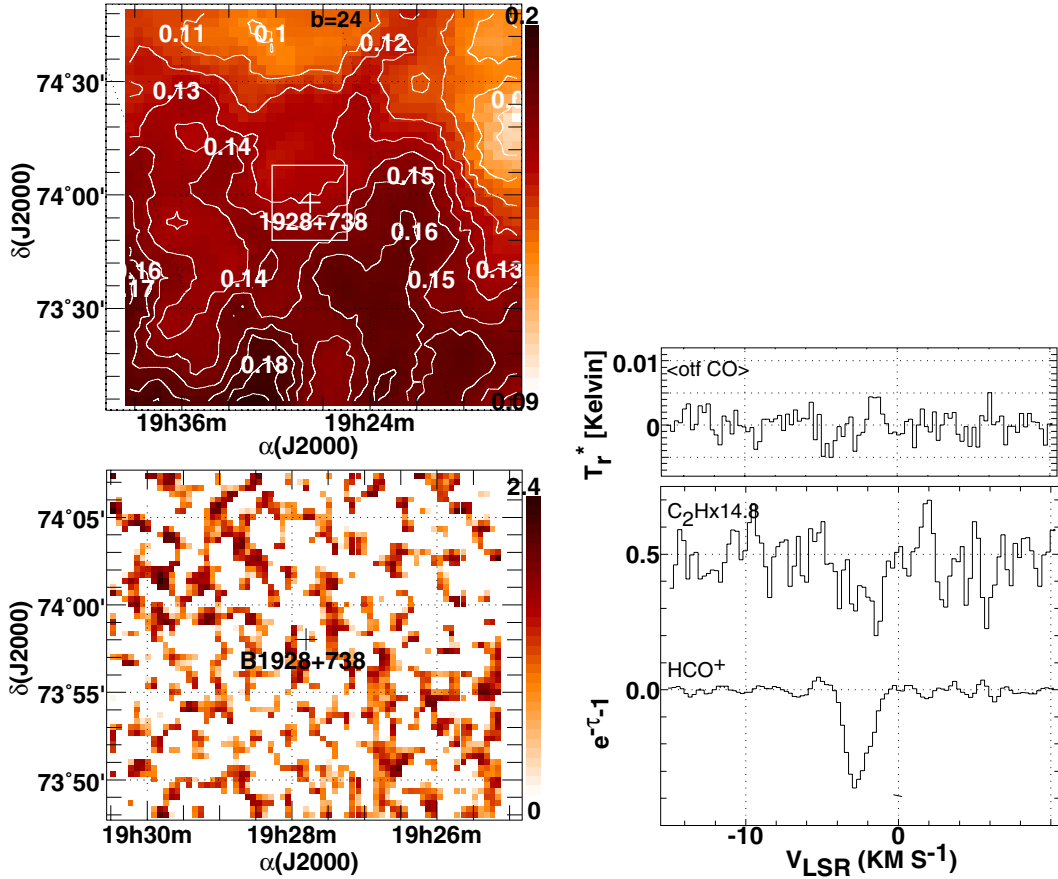 b=24
0.2
0.11
0.1
0.12
74°30'
0.13
0.14
0.15
74°00'
1928+738
0.16
0.16
0.14
0.15
0.13
17
73°30'
0.18
0.09
19h36m
19h24m
δ(J2000)
α(J2000)
2.4
74°05'
74°00'
B1928+738
73°55'
73°50'
0
19h30m
19h28m
19h26m
δ(J2000)
α(J2000)
<otf CO>
0.01
0
T_r^* [Kelvin]
C₂Hx14.8
0.5
HCO⁺
0.0
e^-τ-1
-10
0
V_LSR (KM S⁻¹)